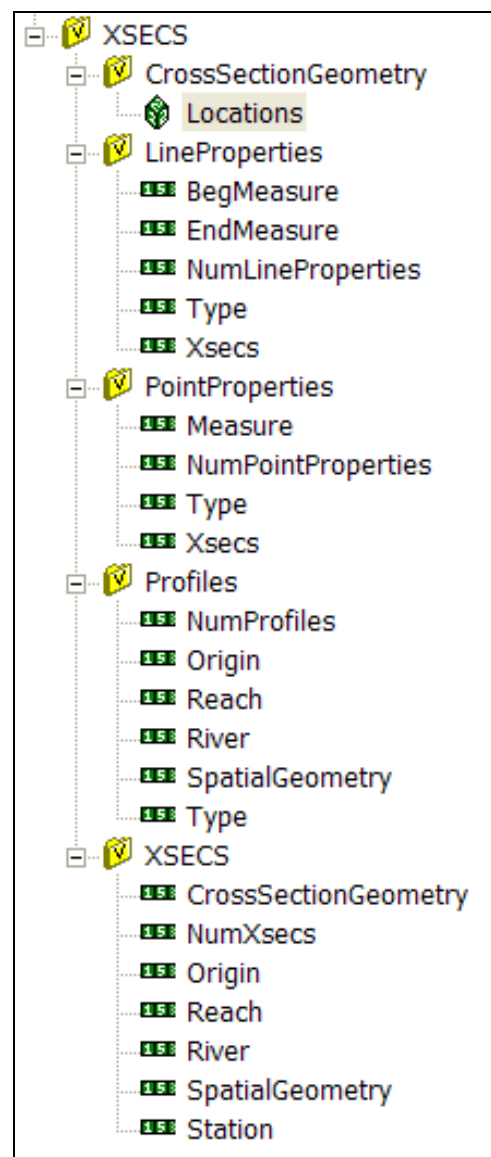 XSECS
CrossSectionGeometry
Locations
LineProperties
BegMeasure
EndMeasure
NumLineProperties
Type
Xsecs
PointProperties
Measure
NumPointProperties
Type
Xsecs
Profiles
NumProfiles
Origin
Reach
River
SpatialGeometry
Type
XSECS
CrossSectionGeometry
NumXsecs
Origin
Reach
River
SpatialGeometry
Station